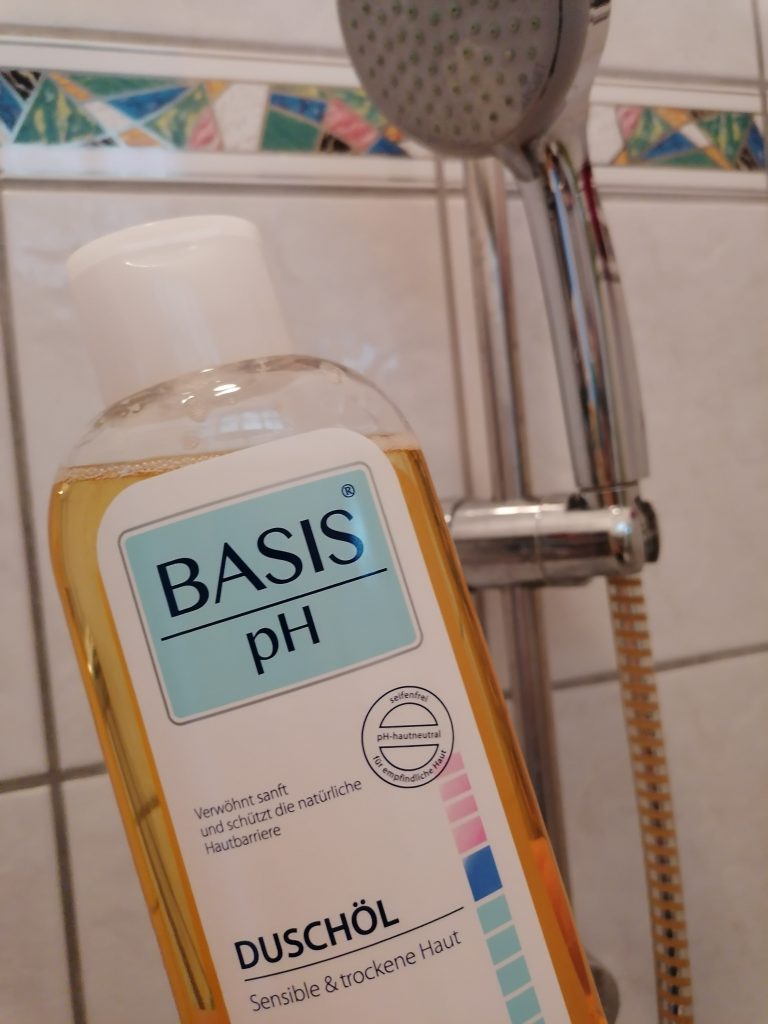 BASIS®
pH
seifenfrei
pH-hautneutral
für empfindliche Haut
Verwöhnt sanft
und schützt die natürliche
Hautbarriere
DUSCHÖL
Sensible & trockene Haut